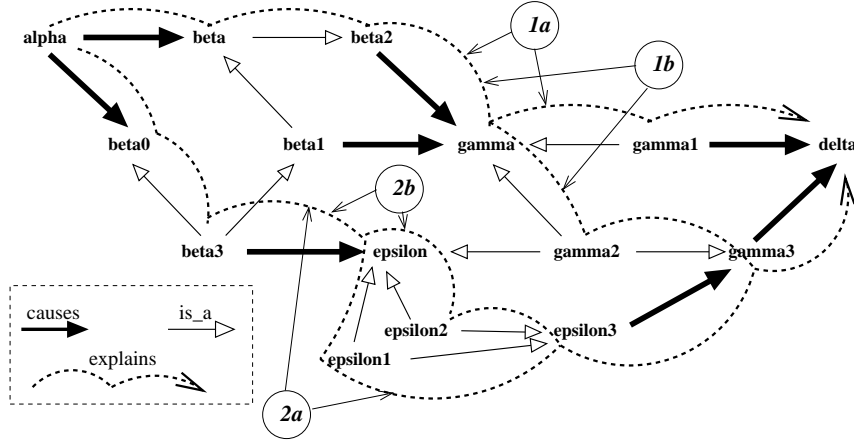 1a
alpha beta beta2
1b
beta0 beta1 gamma gamma1 delta
2b
beta3 epsilon gamma2 gamma3
causes is_a
epsilon2 epsilon3
explains epsilon1
2a